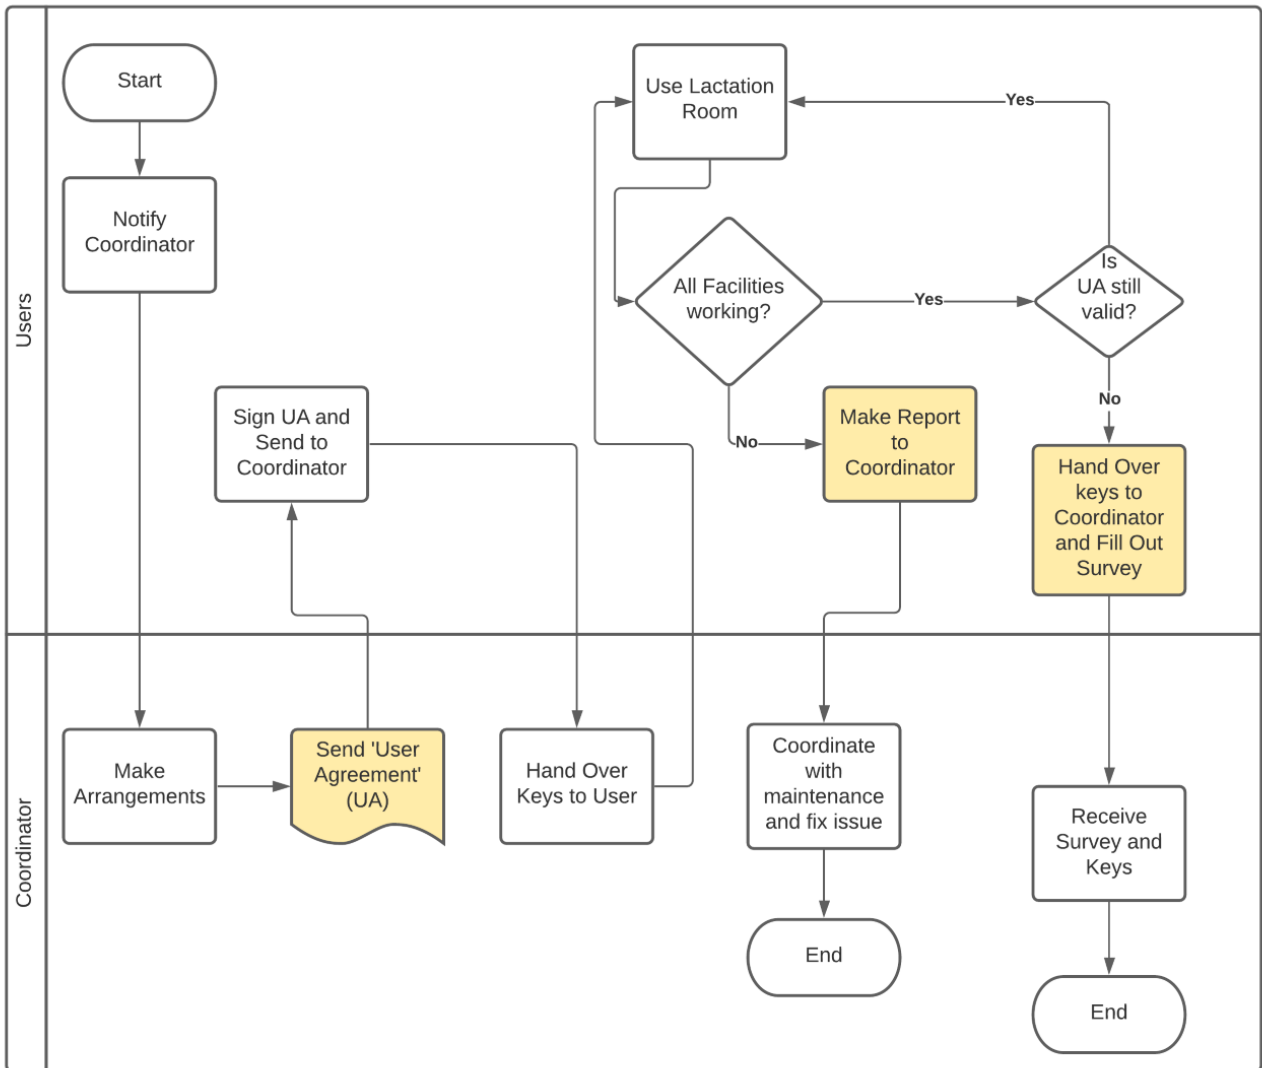 Users
Start
Notify
Coordinator
Sign UA and
Send to
Coordinator
Use Lactation
Room
Yes
All Facilities
working?
Yes
Is
UA still
valid?
No
Make Report
to
Coordinator
No
Hand Over
keys to
Coordinator
and Fill Out
Survey
Coordinator
Make
Arrangements
Send 'User
Agreement'
(UA)
Hand Over
Keys to User
Coordinate
with
maintenance
and fix issue
End
Receive
Survey and
Keys
End